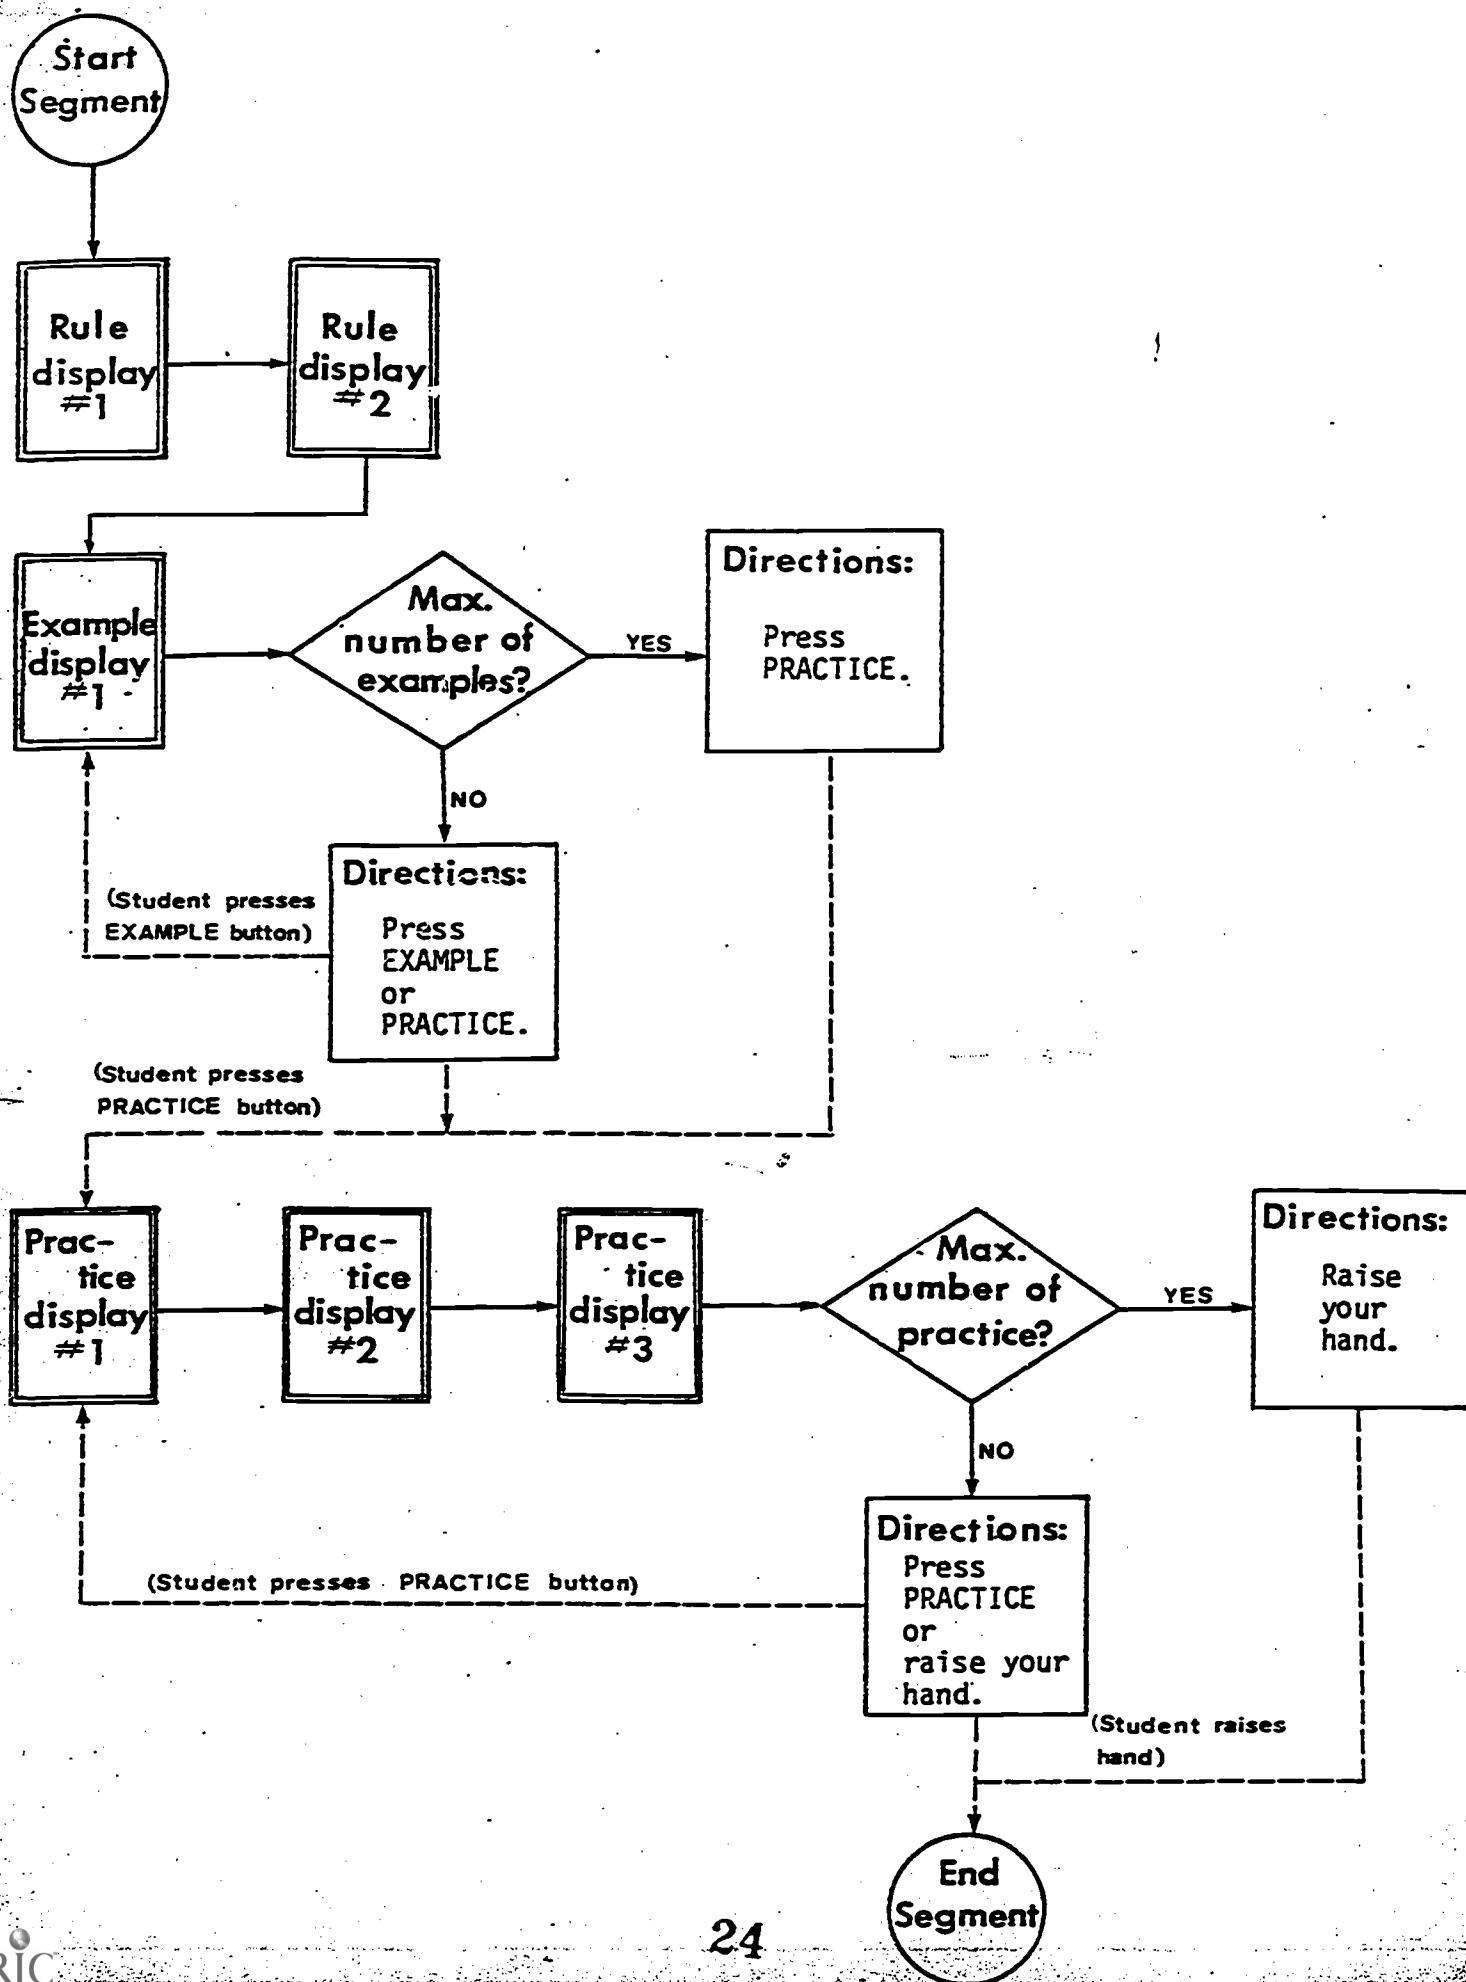 Start
Segment
Rule
display
#1
Rule
display
#2
Example
display
#1
Max.
number of
examples?
YES
Directions:
Press
PRACTICE.
NO
Directions:
Press
EXAMPLE
or
PRACTICE.
(Student presses
EXAMPLE button)
(Student presses
PRACTICE button)
Prac-
tice
display
#1
Prac-
tice
display
#2
Prac-
tice
display
#3
Max.
number of
practice?
YES
Directions:
Raise
your
hand.
NO
Directions:
Press
PRACTICE
or
raise your
hand.
(Student presses PRACTICE button)
(Student raises
hand)
End
Segment
24